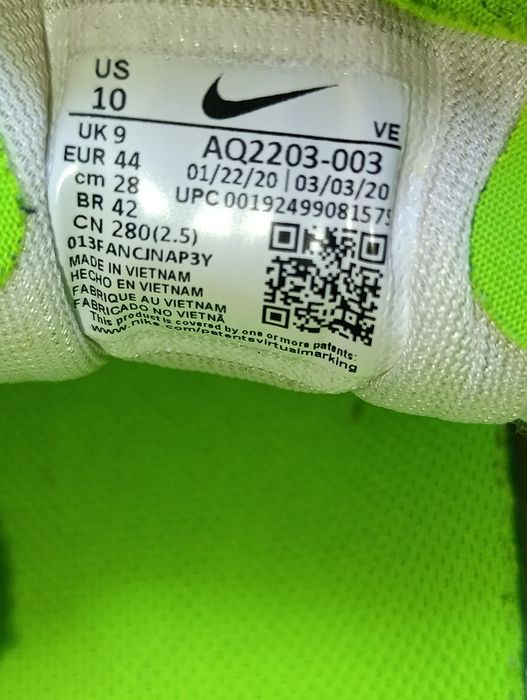 US
10
VE
UK 9
EUR 44
cm 28
BR 42
CN 280(2.5)
AQ2203-003
01/22/20 | 03/03/20
UPC 00192499081575
013FANCJNAP3Y
MADE IN VIETNAM
HECHO EN VIETNAM
FABRIQUE AU VIETNAM
FABRICADO NO VIETNÃ
This product is covered by one or more patents:
www.nike.com/patentsvirtualmarking